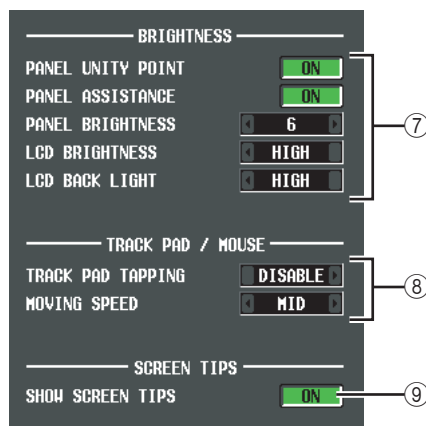 BRIGHTNESS
PANEL UNITY POINT ON
PANEL ASSISTANCE ON
PANEL BRIGHTNESS 6
LCD BRIGHTNESS HIGH
LCD BACK LIGHT HIGH
⑦
TRACK PAD / MOUSE
TRACK PAD TAPPING DISABLE
MOVING SPEED MID
⑧
SCREEN TIPS
SHOW SCREEN TIPS ON
⑨